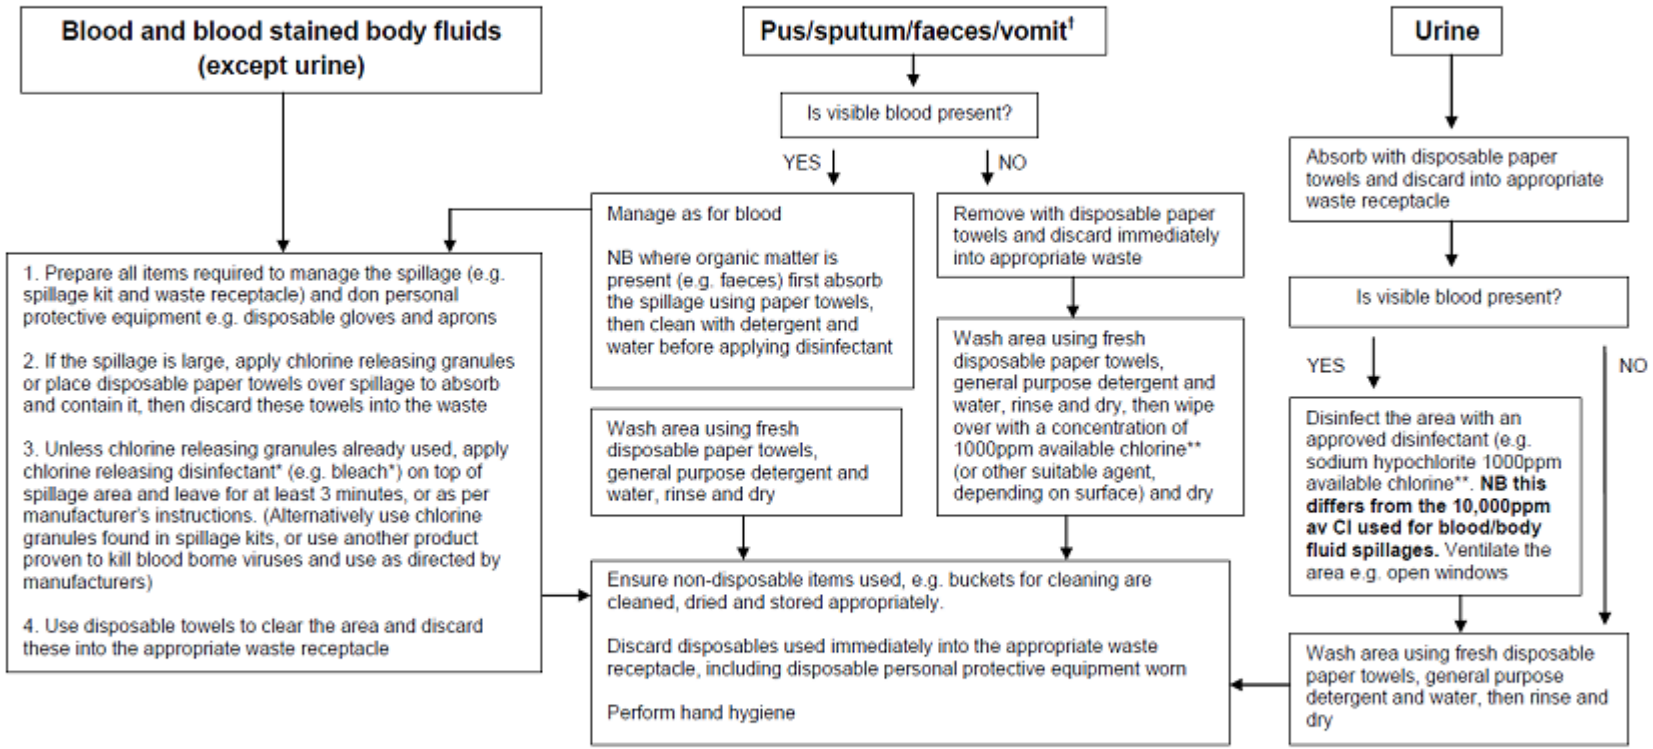 Blood and blood stained body fluids
(except urine)
1. Prepare all items required to manage the spillage (e.g.
spillage kit and waste receptacle) and don personal
protective equipment e.g. disposable gloves and aprons
2. If the spillage is large, apply chlorine releasing granules
or place disposable paper towels over spillage to absorb
and contain it, then discard these towels into the waste
3. Unless chlorine releasing granules already used, apply
chlorine releasing disinfectant* (e.g. bleach*) on top of
spillage area and leave for at least 3 minutes, or as per
manufacturer's instructions. (Alternatively use chlorine
granules found in spillage kits, or use another product
proven to kill blood borne viruses and use as directed by
manufacturers)
4. Use disposable towels to clear the area and discard
these into the appropriate waste receptacle
Pus/sputum/faeces/vomit†
Is visible blood present?
YES
NO
Manage as for blood
NB where organic matter is
present (e.g. faeces) first absorb
the spillage using paper towels,
then clean with detergent and
water before applying disinfectant
Wash area using fresh
disposable paper towels,
general purpose detergent and
water, rinse and dry
Remove with disposable paper
towels and discard immediately
into appropriate waste
Wash area using fresh
disposable paper towels,
general purpose detergent and
water, rinse and dry, then wipe
over with a concentration of
1000ppm available chlorine**
(or other suitable agent,
depending on surface) and dry
Ensure non-disposable items used, e.g. buckets for cleaning are
cleaned, dried and stored appropriately.
Discard disposables used immediately into the appropriate waste
receptacle, including disposable personal protective equipment worn
Perform hand hygiene
Urine
Absorb with disposable paper
towels and discard into appropriate
waste receptacle
Is visible blood present?
YES
NO
Disinfect the area with an
approved disinfectant (e.g.
sodium hypochlorite 1000ppm
available chlorine**. NB this
differs from the 10,000ppm
av Cl used for blood/body
fluid spillages. Ventilate the
area e.g. open windows
Wash area using fresh disposable
paper towels, general purpose
detergent and water, then rinse and
dry